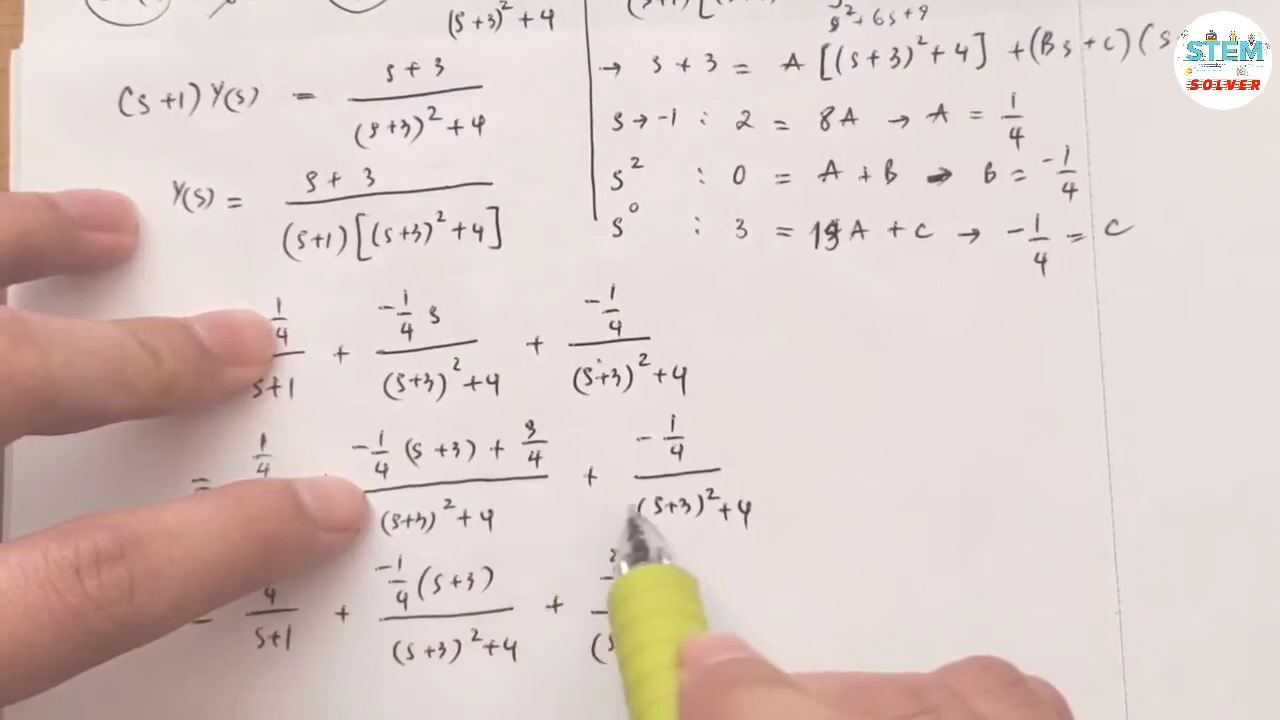 (s+3)²+4
(s+1) Y(s) = s+3 / (s+3)²+4
Y(s) = s+3 / (s+1)[(s+3)²+4]
s²+6s+9
→ s+3 = A[(s+3)²+4] + (Bs+c)(s
s→-1 : 2 = 8A → A = 1/4
s² : 0 = A+B → B = -1/4
s⁰ : 3 = 13A + c → -1/4 = c
1/4 / s+1 + -1/4 s / (s+3)²+4 + -1/4 / (s+3)²+4
= 1/4 -1/4 (s+3) + 3/4 / (s+3)²+4 + -1/4 / (s+3)²+4
= 4 / s+1 + -1/4 (s+3) / (s+3)²+4 +
STEM
SOLVER